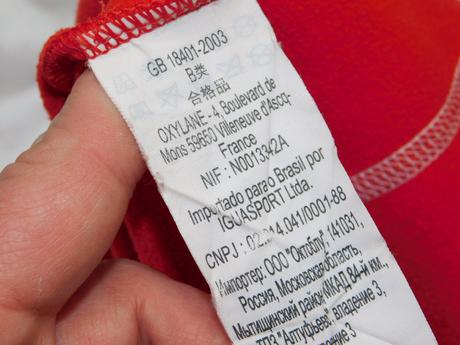 GB 18401-2003
B类
合格品
OXYLANE - 4, Boulevard de
Mons 59650 Villeneuve d'Ascq-
France
NIF : N0013342A
Importado para o Brasil por
IGUASPORT Ltda.
CNPJ : 02.314.041/0001-88
Импортер: ООО "Октоблу", 141031,
Россия, Московская область,
Мытищинский район, МКАД 84-й км.,
ТПЗ "Алтуфьево", владение 3,